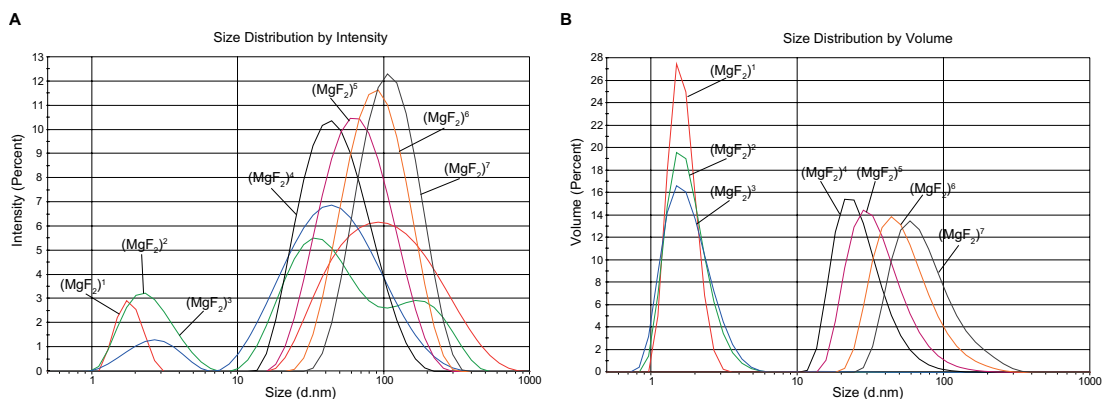 A
Size Distribution by Intensity
Intensity (Percent)
13
12
11
10
9
8
7
6
5
4
3
2
1
0
(MgF2)5
(MgF2)6
(MgF2)7
(MgF2)4
(MgF2)2
(MgF2)1
(MgF2)3
1 10 100 1000
Size (d.nm)
B
Size Distribution by Volume
Volume (Percent)
28
26
24
22
20
18
16
14
12
10
8
6
4
2
0
(MgF2)1
(MgF2)2
(MgF2)3
(MgF2)4
(MgF2)5
(MgF2)6
(MgF2)7
1 10 100 1000
Size (d.nm)